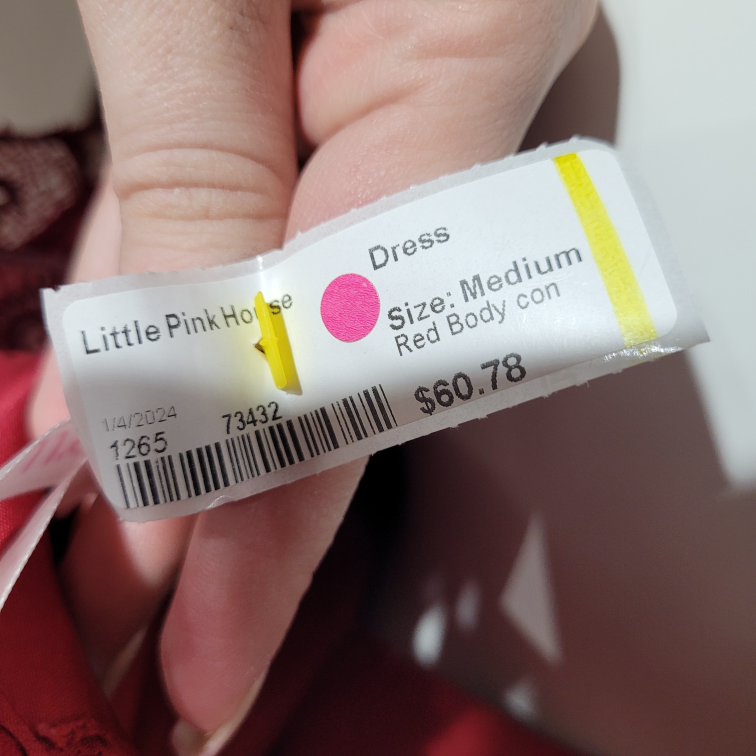 Little Pink House
1/4/2024
1265
73432
Dress
Size: Medium
Red Body con
$60.78